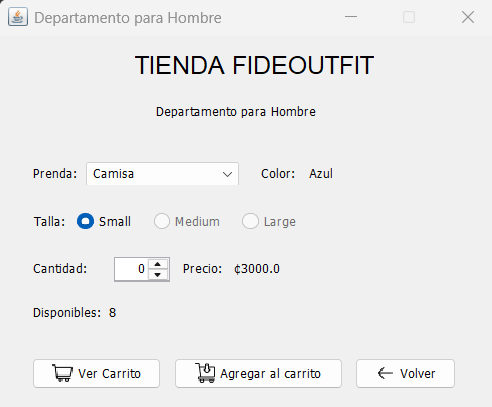 Departamento para Hombre
TIENDA FIDEOUTFIT
Departamento para Hombre
Prenda: Camisa Color: Azul
Talla: Small Medium Large
Cantidad: 0 Precio: ¢3000.0
Disponibles: 8
Ver Carrito Agregar al carrito Volver